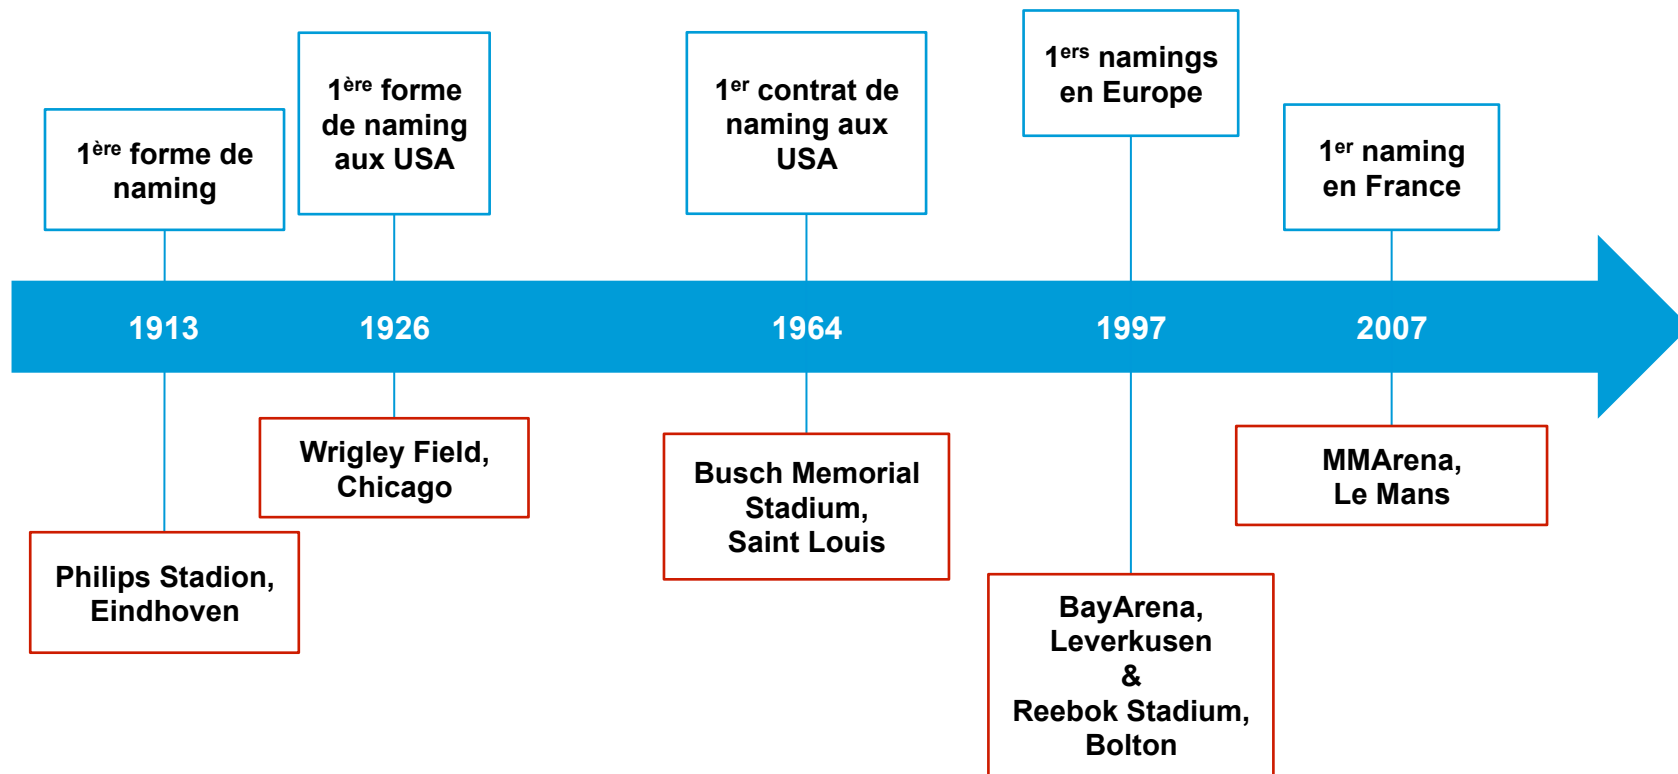 1ère forme de
naming
1ère forme
de naming
aux USA
1er contrat de
naming aux
USA
1ers namings
en Europe
1er naming
en France
1913
1926
1964
1997
2007
Philips Stadion,
Eindhoven
Wrigley Field,
Chicago
Busch Memorial
Stadium,
Saint Louis
BayArena,
Leverkusen
&
Reebok Stadium,
Bolton
MMArena,
Le Mans